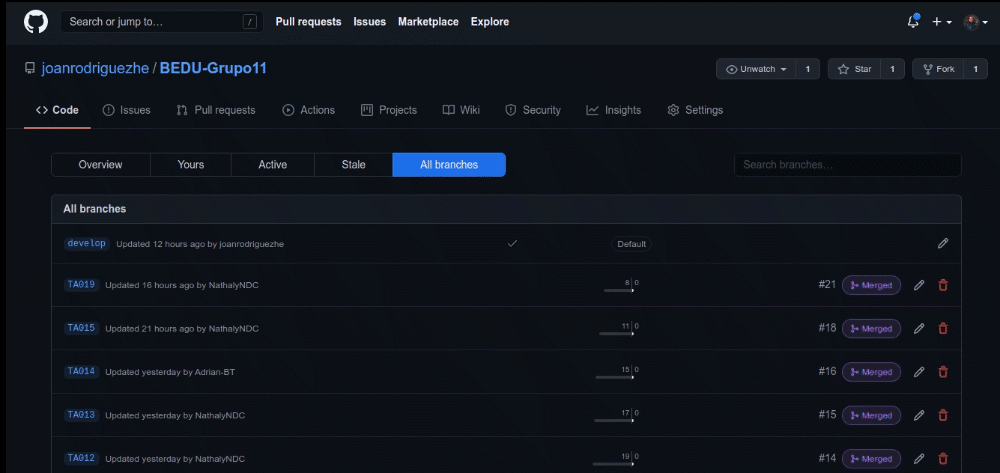 Search or jump to… / Pull requests Issues Marketplace Explore
joanrodriguezhe / BEDU-Grupo11 Unwatch 1 Star 1 Fork 1
Code Issues Pull requests Actions Projects Wiki Security Insights Settings
Overview Yours Active Stale All branches Search branches…
All branches
develop Updated 12 hours ago by joanrodriguezhe Default
TA019 Updated 16 hours ago by NathalyNDC 8 0 #21 Merged
TA015 Updated 21 hours ago by NathalyNDC 11 0 #18 Merged
TA014 Updated yesterday by Adrian-BT 15 0 #16 Merged
TA013 Updated yesterday by NathalyNDC 17 0 #15 Merged
TA012 Updated yesterday by NathalyNDC 19 0 #14 Merged